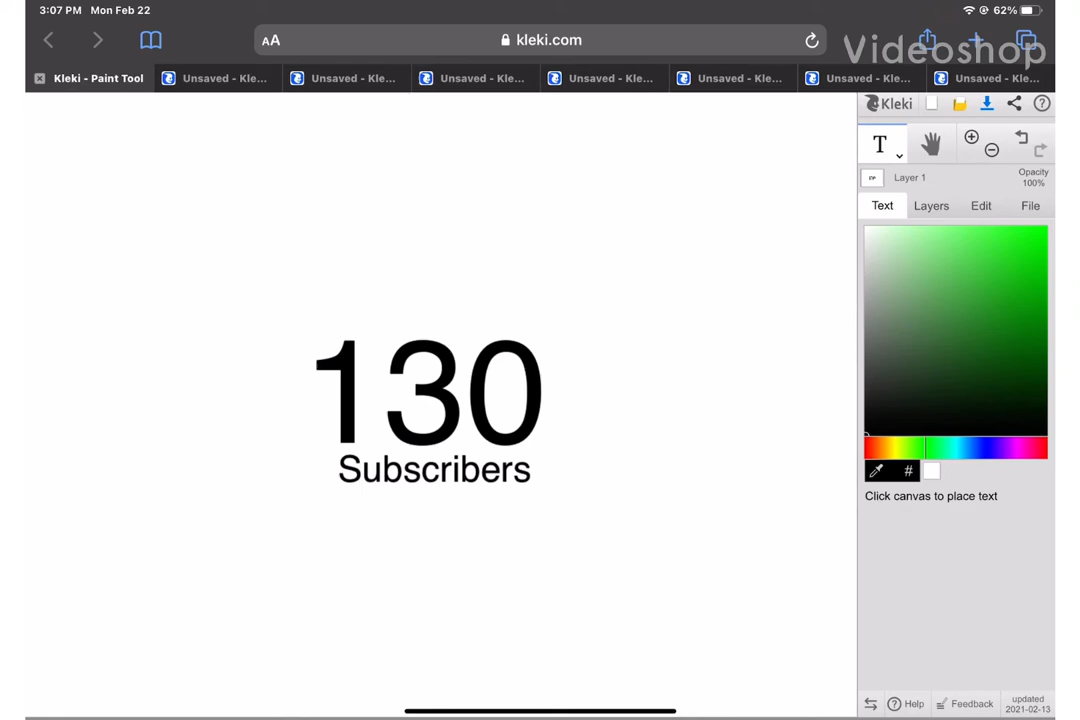 3:07 PM Mon Feb 22
62%
AA
kleki.com
Videoshop
Kleki - Paint Tool
Unsaved - Kle...
Unsaved - Kle...
Unsaved - Kle...
Unsaved - Kle...
Unsaved - Kle...
Unsaved - Kle...
Unsaved - Kle...
Kleki
?
T
Layer 1
Opacity
100%
Text
Layers
Edit
File
130
Subscribers
#
Click canvas to place text
? Help
Feedback
updated
2021-02-13